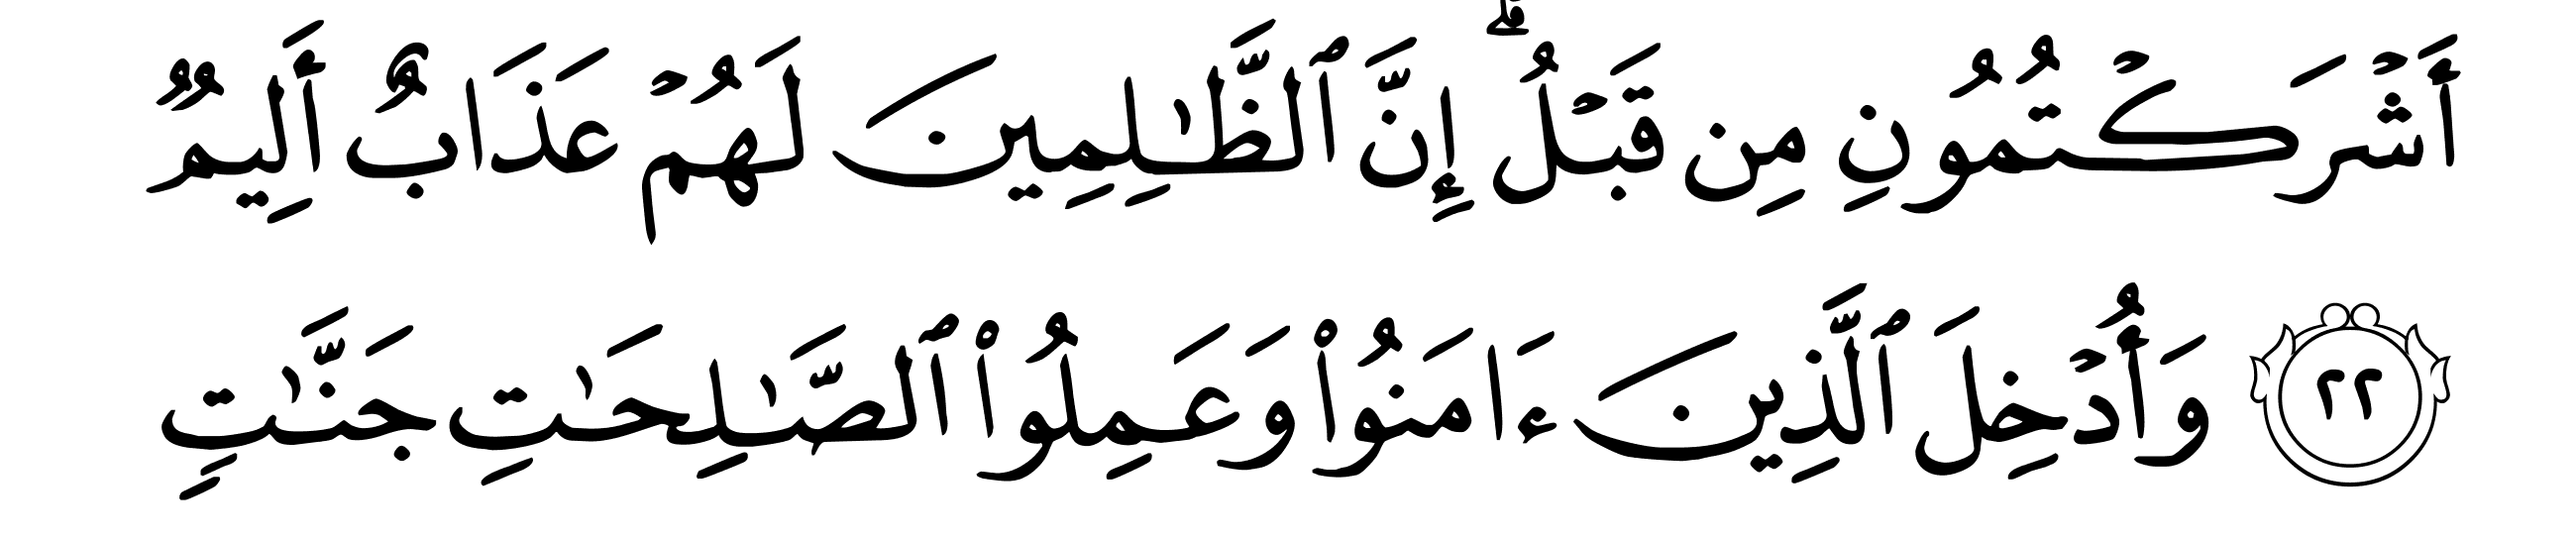 أَشْرَكْتُمُونِ مِن قَبْلُ ۗ إِنَّ ٱلظَّٰلِمِينَ لَهُمْ عَذَابٌ أَلِيمٌ
٢٢ وَأُدْخِلَ ٱلَّذِينَ ءَامَنُوا۟ وَعَمِلُوا۟ ٱلصَّٰلِحَٰتِ جَنَّٰتٍ